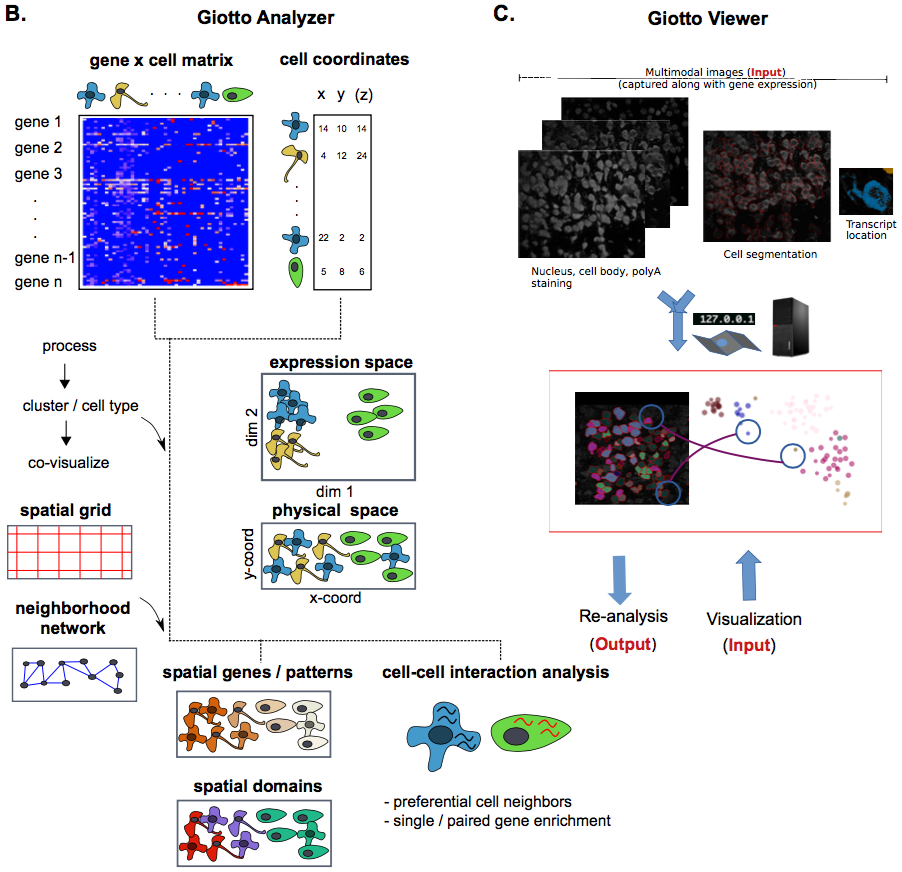 B.
Giotto Analyzer
gene x cell matrix
cell coordinates
x y (z)
gene 1
gene 2
gene 3
.
.
.
gene n-1
gene n
. . . .
14 10 14
4 12 24
.
.
.
22 2 2
5 8 6
process
cluster / cell type
co-visualize
expression space
dim 2
dim 1
physical space
y-coord
x-coord
spatial grid
neighborhood
network
spatial genes / patterns
spatial domains
cell-cell interaction analysis
- preferential cell neighbors
- single / paired gene enrichment
C.
Giotto Viewer
Multimodal images (Input)
(captured along with gene expression)
Nucleus, cell body, polyA
staining
Cell segmentation
Transcript
location
127.0.0.1
Re-analysis
(Output)
Visualization
(Input)